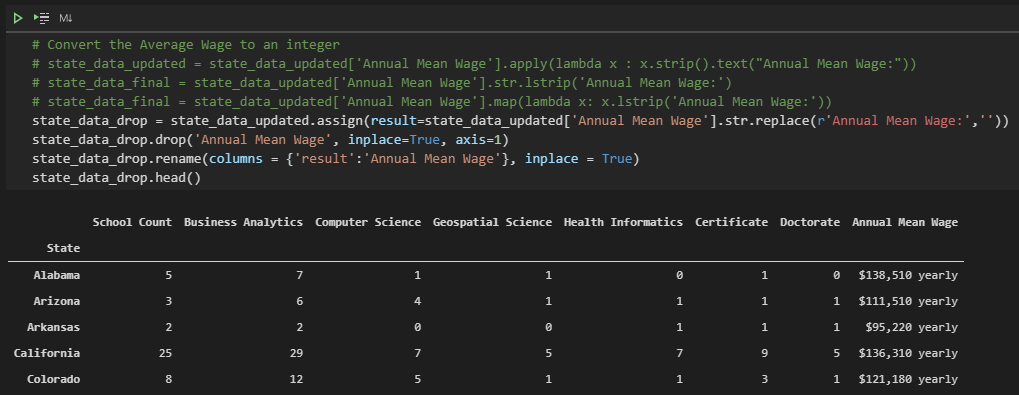 M↓
# Convert the Average Wage to an integer
# state_data_updated = state_data_updated['Annual Mean Wage'].apply(lambda x : x.strip().text("Annual Mean Wage:"))
# state_data_final = state_data_updated['Annual Mean Wage'].str.lstrip('Annual Mean Wage:')
# state_data_final = state_data_updated['Annual Mean Wage'].map(lambda x: x.lstrip('Annual Mean Wage:'))
state_data_drop = state_data_updated.assign(result=state_data_updated['Annual Mean Wage'].str.replace(r'Annual Mean Wage:',''))
state_data_drop.drop('Annual Mean Wage', inplace=True, axis=1)
state_data_drop.rename(columns = {'result':'Annual Mean Wage'}, inplace = True)
state_data_drop.head()
School Count Business Analytics Computer Science Geospatial Science Health Informatics Certificate Doctorate Annual Mean Wage
State
Alabama 5 7 1 1 0 1 0 $138,510 yearly
Arizona 3 6 4 1 1 1 1 $111,510 yearly
Arkansas 2 2 0 0 1 1 1 $95,220 yearly
California 25 29 7 5 7 9 5 $136,310 yearly
Colorado 8 12 5 1 1 3 1 $121,180 yearly